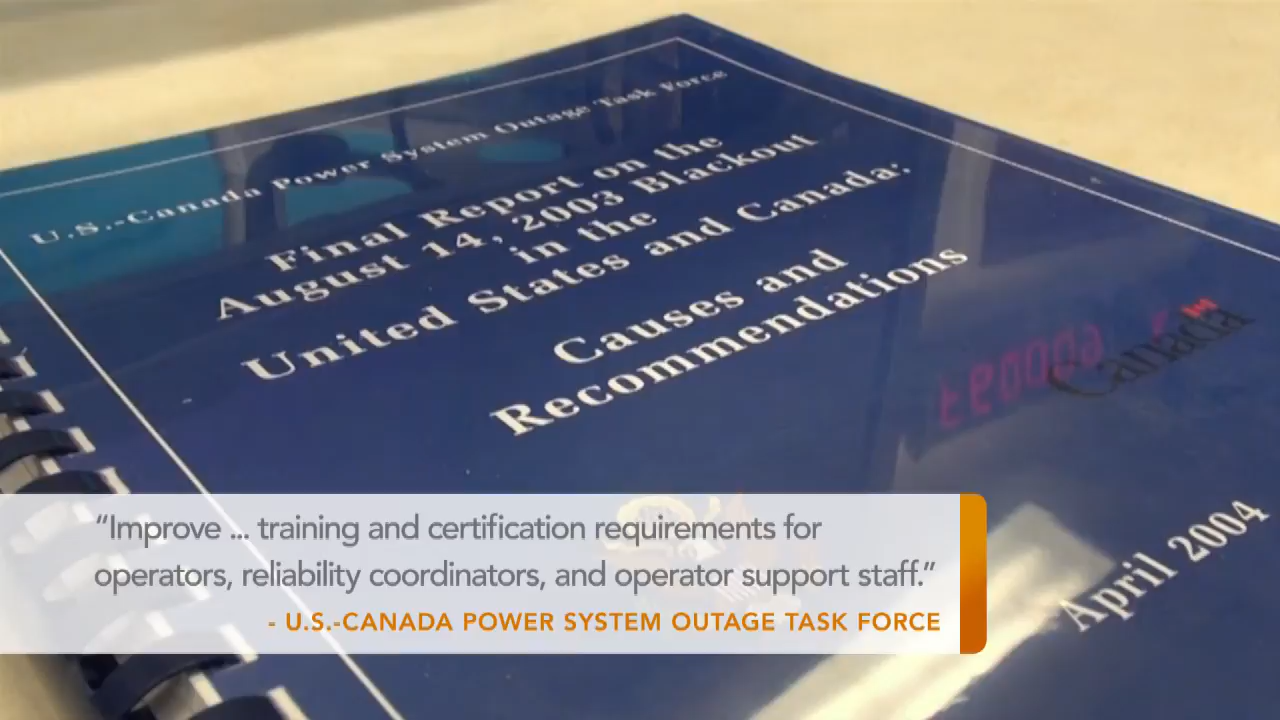 U.S.-Canada Power System Outage Task Force
Final Report on the
August 14, 2003 Blackout
in the
United States and Canada:
Causes and
Recommendations
Canada
April 2004
“Improve ... training and certification requirements for
operators, reliability coordinators, and operator support staff.”
- U.S.-CANADA POWER SYSTEM OUTAGE TASK FORCE